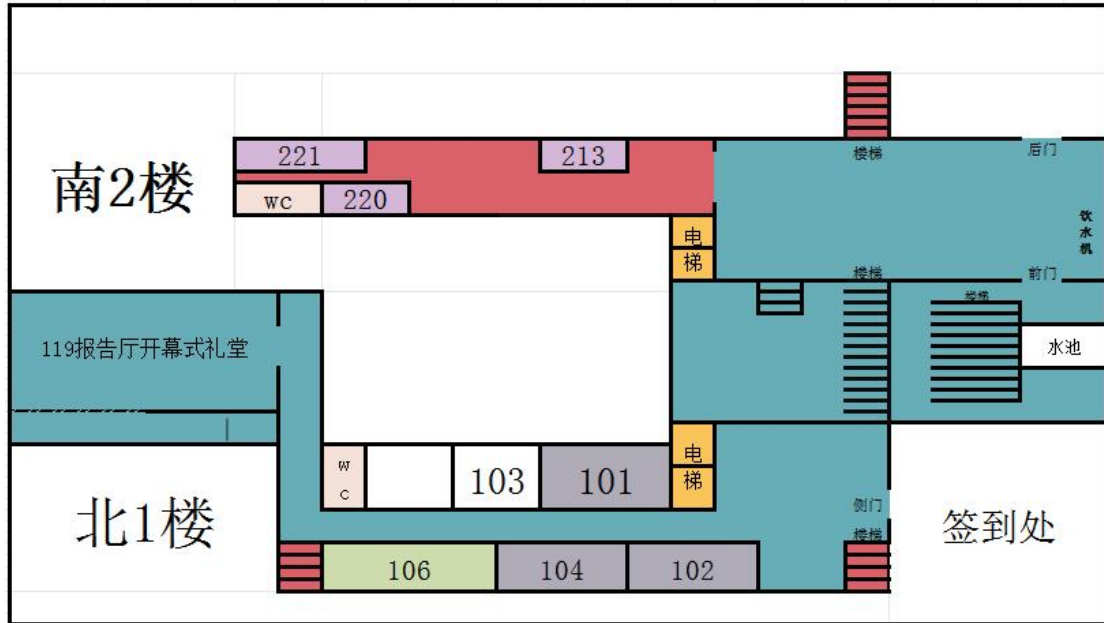 楼梯
后门
221
213
南2楼
wc
220
饮水机
电梯
楼梯
前门
楼梯
119报告厅开幕式礼堂
水池
wc
103
101
电梯
北1楼
侧门
签到处
楼梯
106
104
102